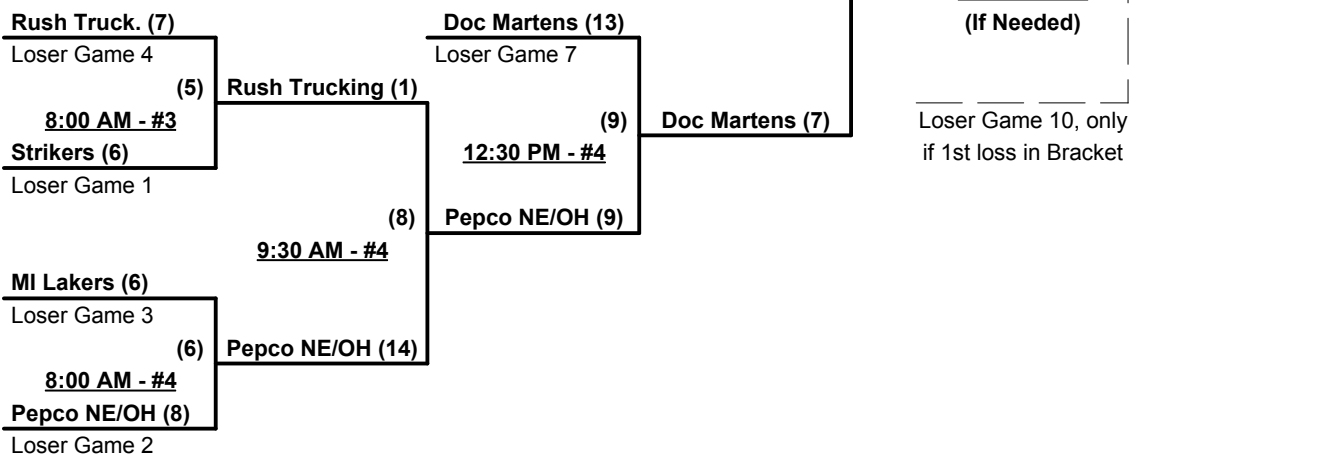 Rush Truck. (7)
Doc Martens (13)
(If Needed)
Loser Game 4
Loser Game 7
(5)
Rush Trucking (1)
8:00 AM - #3
(9)
Doc Martens (7)
Loser Game 10, only
if 1st loss in Bracket
Strikers (6)
12:30 PM - #4
Loser Game 1
(8)
Pepco NE/OH (9)
9:30 AM - #4
MI Lakers (6)
Loser Game 3
(6)
Pepco NE/OH (14)
8:00 AM - #4
Pepco NE/OH (8)
Loser Game 2